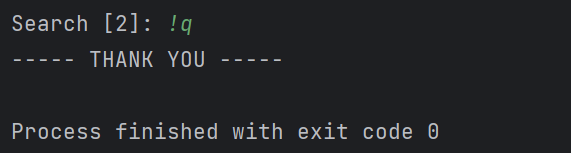 Search [2]: !q
----- THANK YOU -----
Process finished with exit code 0